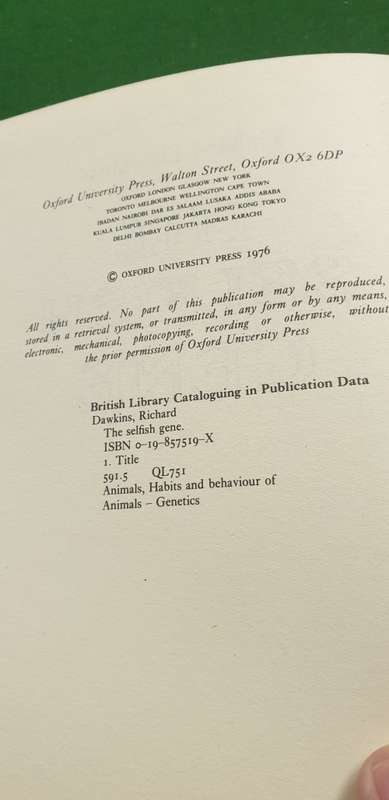 Oxford University Press, Walton Street, Oxford OX2 6DP
OXFORD LONDON GLASGOW NEW YORK
TORONTO MELBOURNE WELLINGTON CAPE TOWN
IBADAN NAIROBI DAR ES SALAAM LUSAKA ADDIS ABABA
KUALA LUMPUR SINGAPORE JAKARTA HONG KONG TOKYO
DELHI BOMBAY CALCUTTA MADRAS KARACHI
© OXFORD UNIVERSITY PRESS 1976
All rights reserved. No part of this publication may be reproduced,
stored in a retrieval system, or transmitted, in any form or by any means,
electronic, mechanical, photocopying, recording or otherwise, without
the prior permission of Oxford University Press
British Library Cataloguing in Publication Data
Dawkins, Richard
The selfish gene.
ISBN 0-19-857519-X
1. Title
591.5 QL751
Animals, Habits and behaviour of
Animals – Genetics